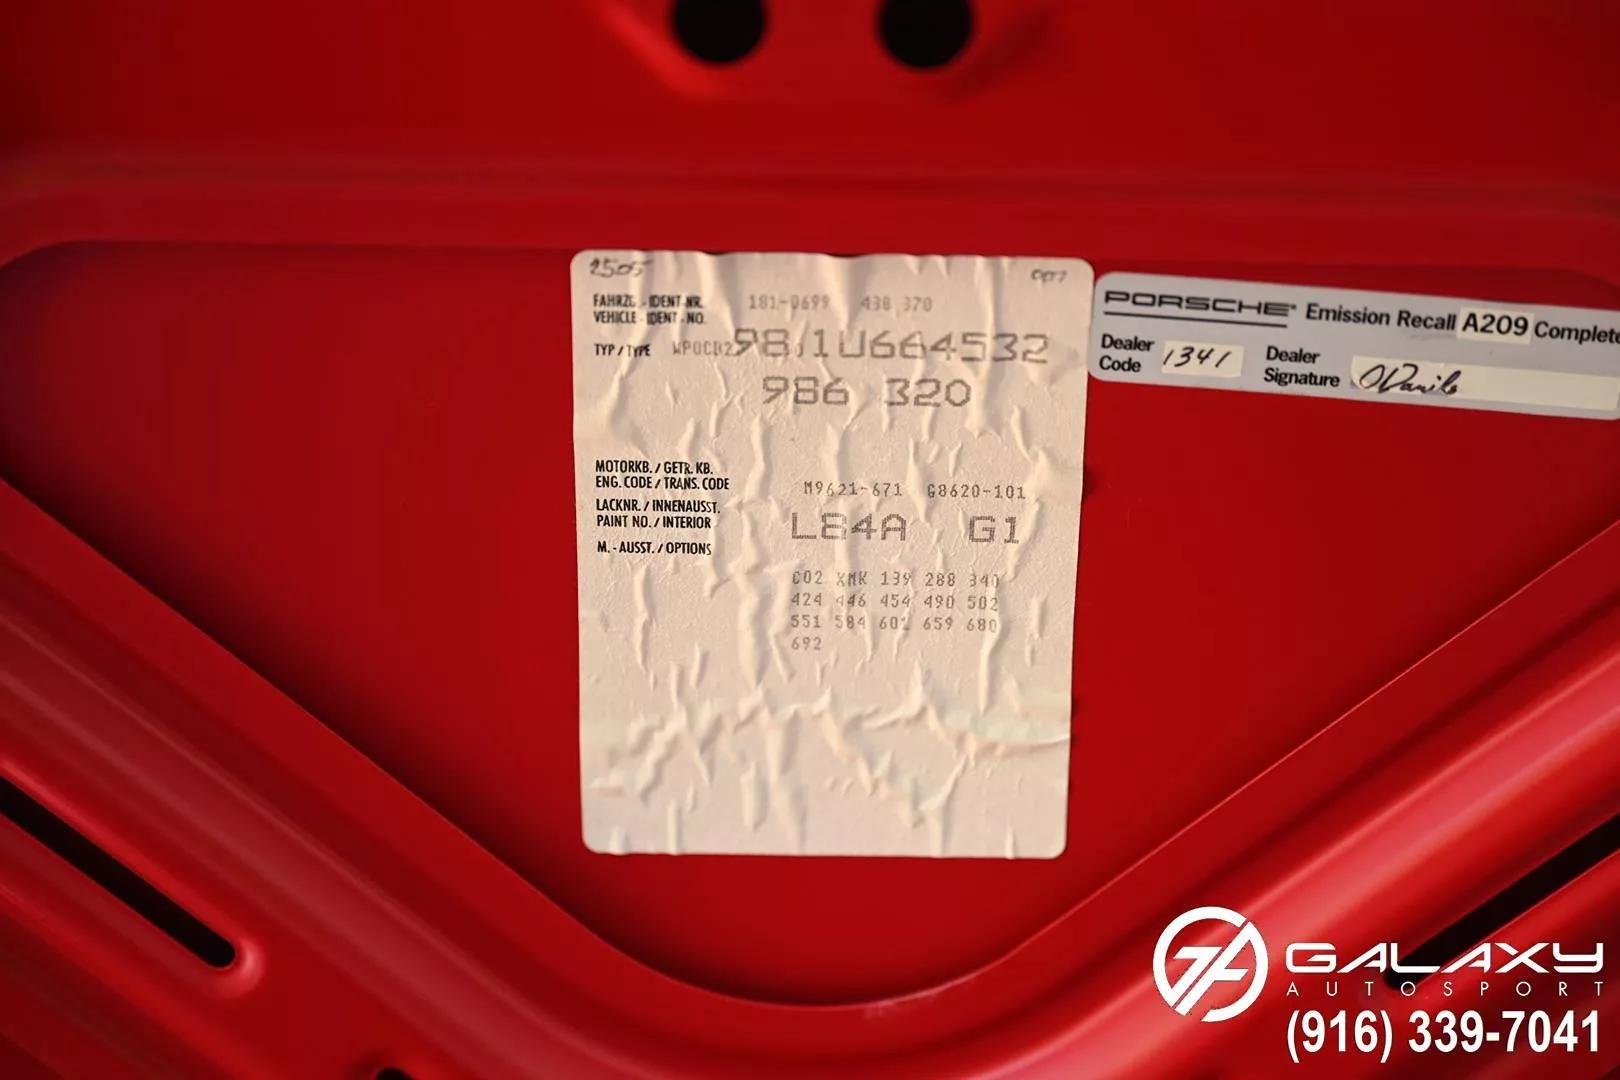 2505
007
FAHRZG.-IDENT-NR. 181-0699 438 370
VEHICLE-IDENT.-NO.
TYP/TYPE WP0CB2 98 1U664532
986 320
MOTORKB./GETR.KB.
ENG.CODE/TRANS.CODE M9621-671 G8620-101
LACKNR./INNENAUSST.
PAINT NO./INTERIOR L84A G1
M.-AUSST./OPTIONS
C02 XMK 139 288 340
424 446 454 490 502
551 584 601 659 680
692
PORSCHE Emission Recall A209 Complete
Dealer Code 1341 Dealer Signature
GALAXY
AUTOSPORT
(916) 339-7041